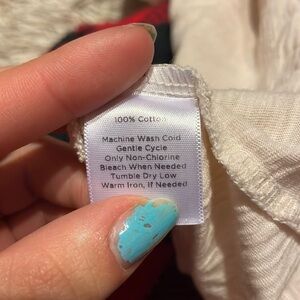 100% Cotton
Machine Wash Cold
Gentle Cycle
Only Non-Chlorine
Bleach When Needed
Tumble Dry Low
Warm Iron, If Needed